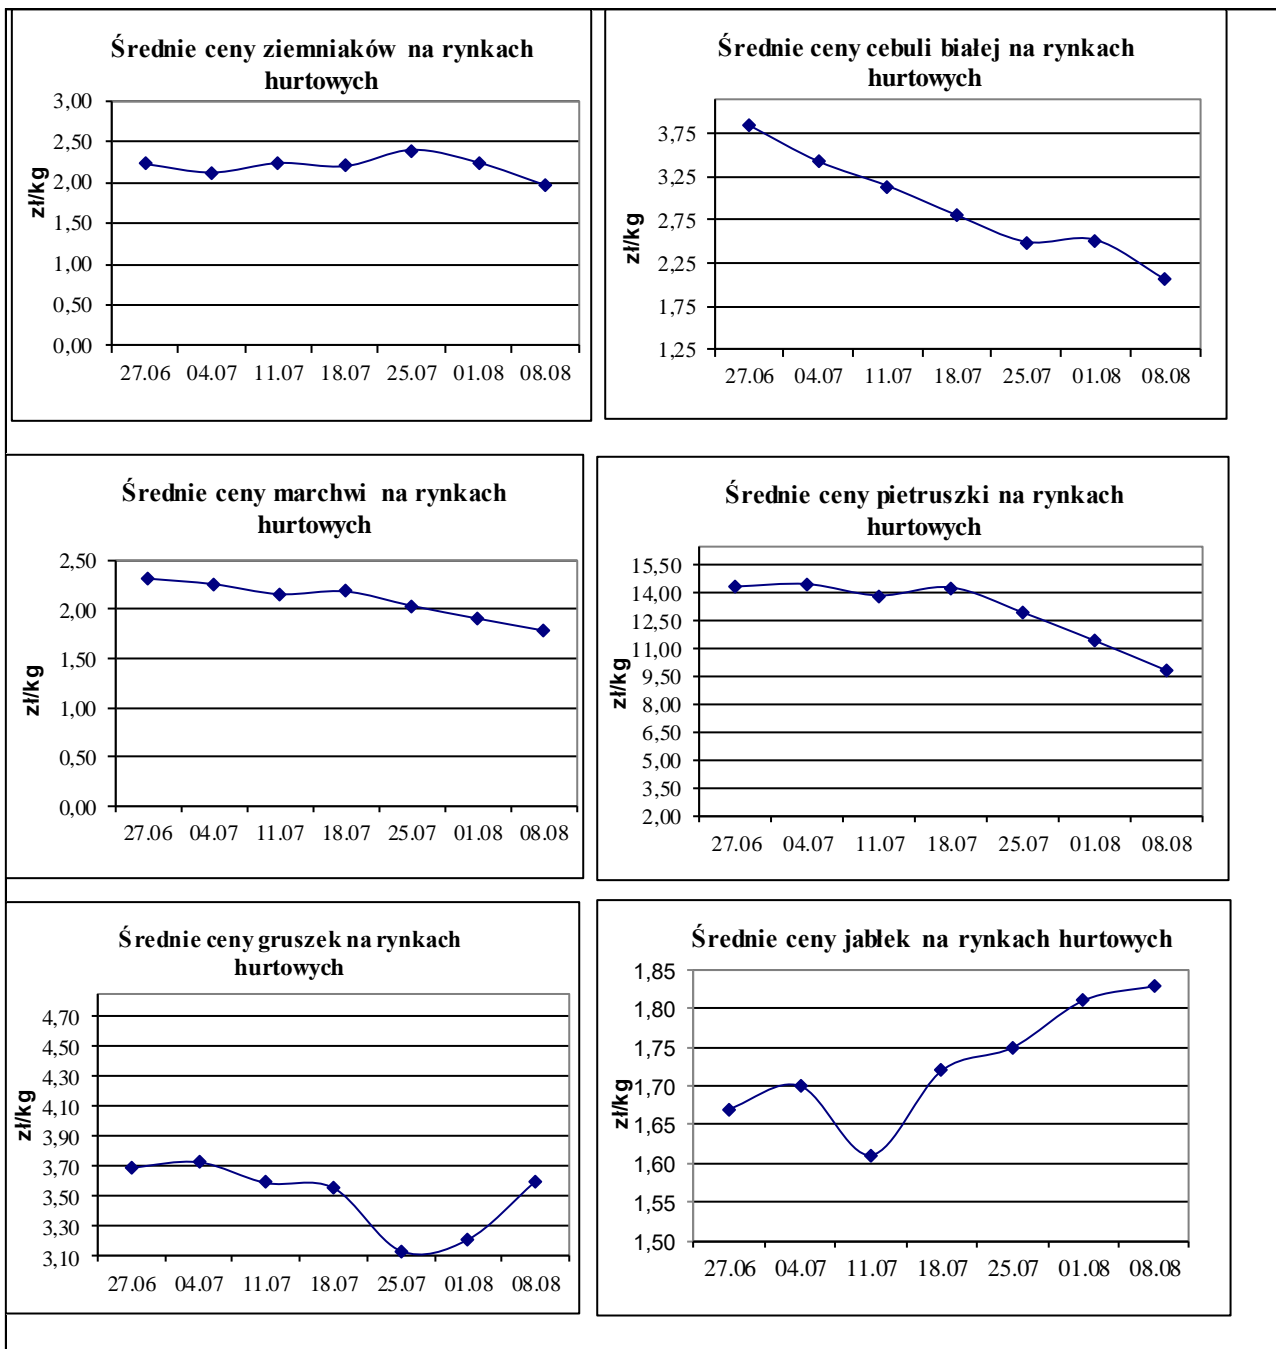 Średnie ceny ziemniaków na rynkach
hurtowych
3,00
2,50
2,00
1,50
1,00
0,50
0,00
zł/kg
27.06 04.07 11.07 18.07 25.07 01.08 08.08
Średnie ceny cebuli białej na rynkach
hurtowych
3,75
3,25
2,75
2,25
1,75
1,25
zł/kg
27.06 04.07 11.07 18.07 25.07 01.08 08.08
Średnie ceny marchwi na rynkach
hurtowych
2,50
2,00
1,50
1,00
0,50
0,00
zł/kg
27.06 04.07 11.07 18.07 25.07 01.08 08.08
Średnie ceny pietruszki na rynkach
hurtowych
15,50
14,00
12,50
11,00
9,50
8,00
6,50
5,00
3,50
2,00
zł/kg
27.06 04.07 11.07 18.07 25.07 01.08 08.08
Średnie ceny gruszek na rynkach
hurtowych
4,70
4,50
4,30
4,10
3,90
3,70
3,50
3,30
3,10
zł/kg
27.06 04.07 11.07 18.07 25.07 01.08 08.08
Średnie ceny jabłek na rynkach hurtowych
1,85
1,80
1,75
1,70
1,65
1,60
1,55
1,50
zł/kg
27.06 04.07 11.07 18.07 25.07 01.08 08.08